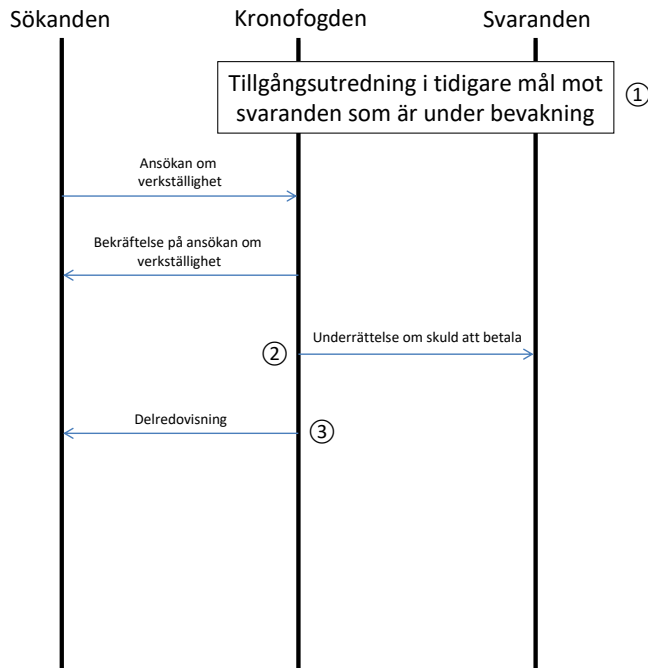 Sökanden Kronofogden Svaranden
Tillgångsutredning i tidigare mål mot
svaranden som är under bevakning
①
Ansökan om
verkställighet
Bekräftelse på ansökan om
verkställighet
② Underrättelse om skuld att betala
Delredovisning ③